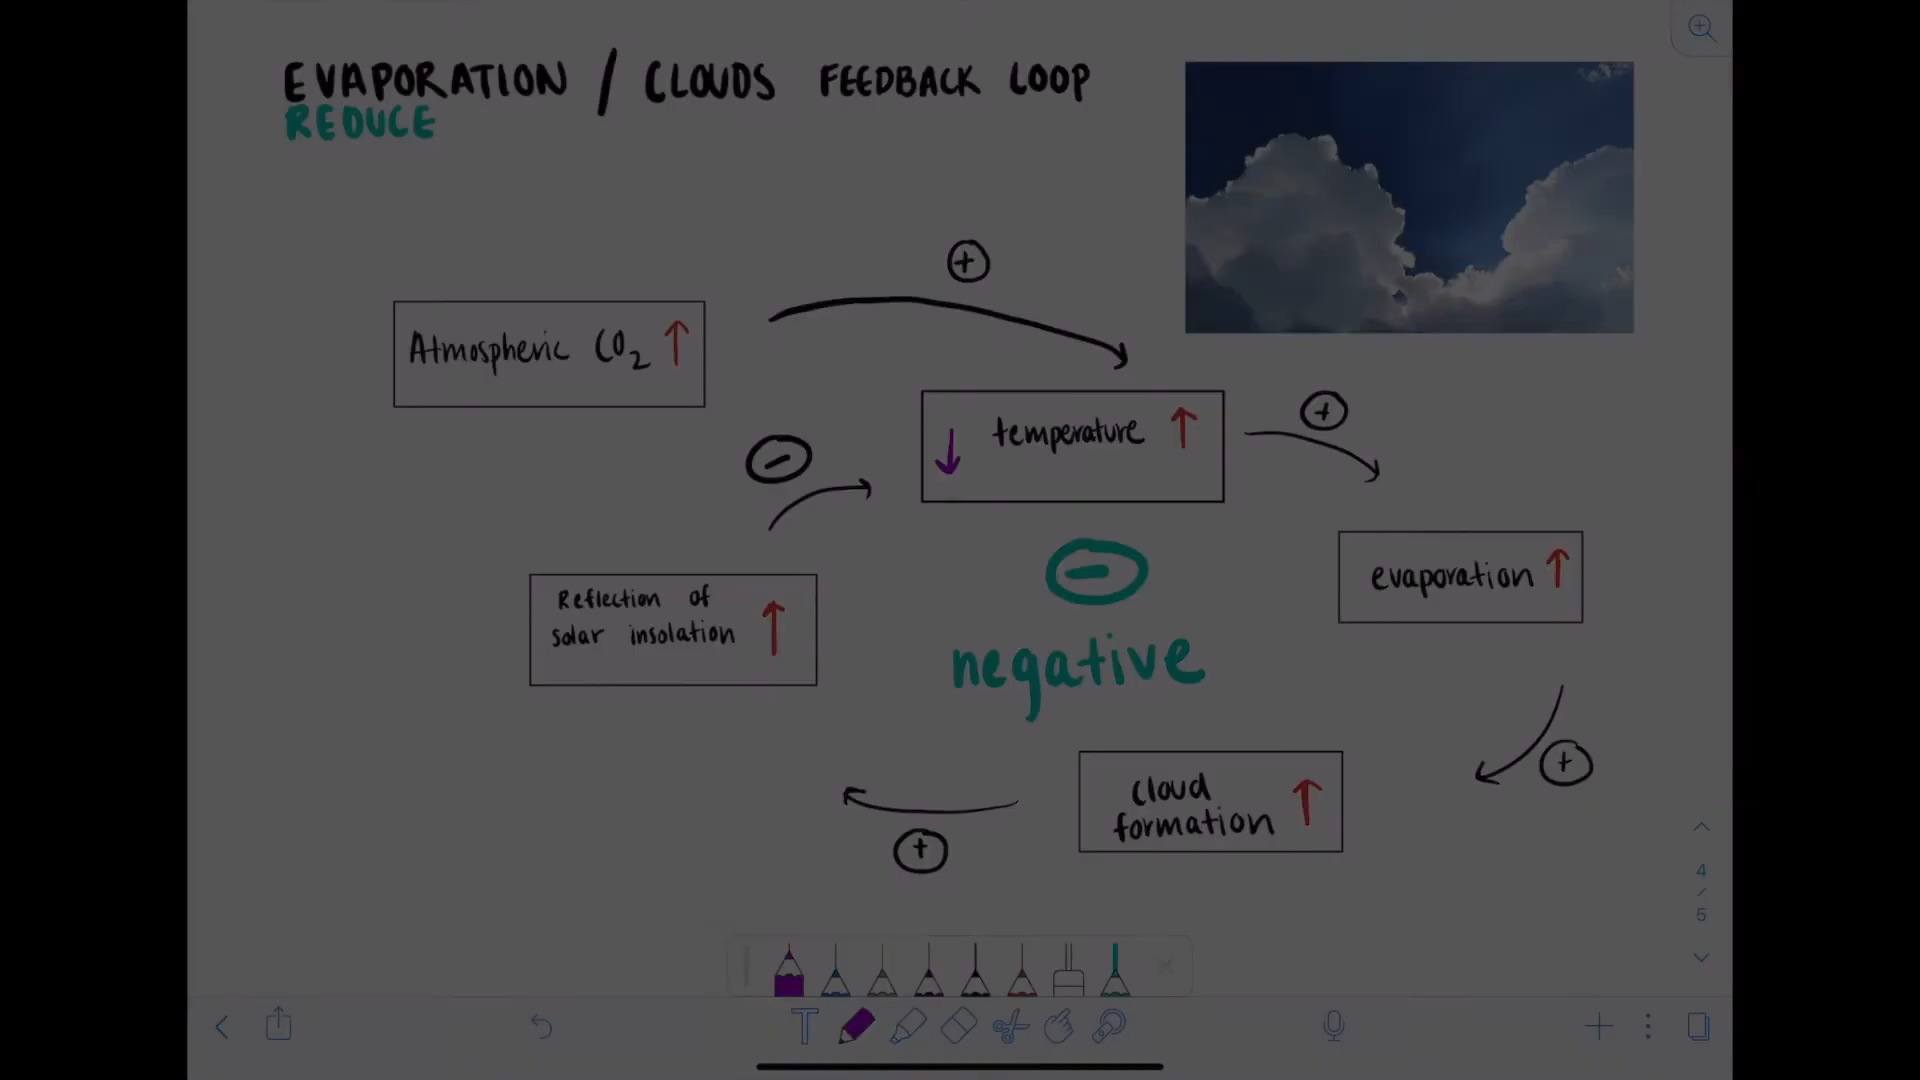 EVAPORATION / CLOUDS FEEDBACK LOOP
REDUCE
+
Atmospheric CO₂ ↑
+
↓ temperature ↑
-
-
evaporation ↑
Reflection of
solar insolation ↑
negative
+
cloud
formation ↑
+
4
/
5
T